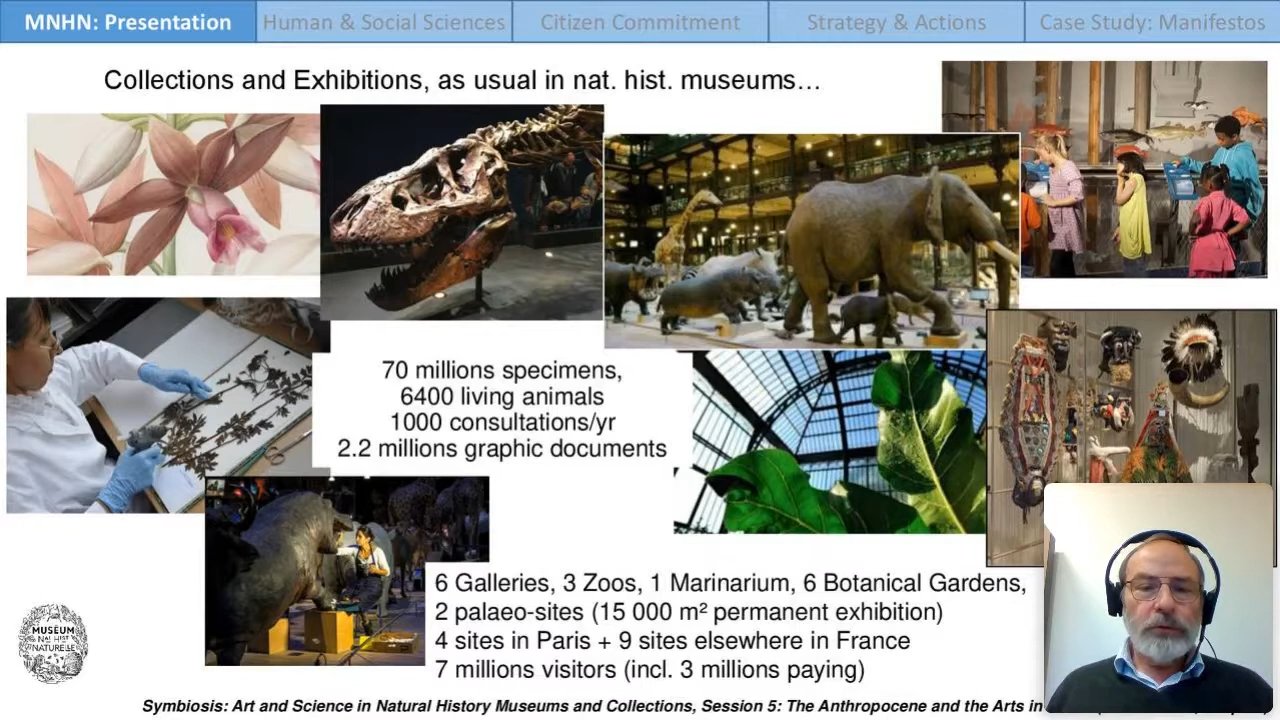 MNHN: Presentation
Human & Social Sciences
Citizen Commitment
Strategy & Actions
Case Study: Manifestos
Collections and Exhibitions, as usual in nat. hist. museums…
70 millions specimens,
6400 living animals
1000 consultations/yr
2.2 millions graphic documents
6 Galleries, 3 Zoos, 1 Marinarium, 6 Botanical Gardens,
2 palaeo-sites (15 000 m² permanent exhibition)
4 sites in Paris + 9 sites elsewhere in France
7 millions visitors (incl. 3 millions paying)
MUSÉUM
NAT HIST
NATURELLE
Symbiosis: Art and Science in Natural History Museums and Collections, Session 5: The Anthropocene and the Arts in